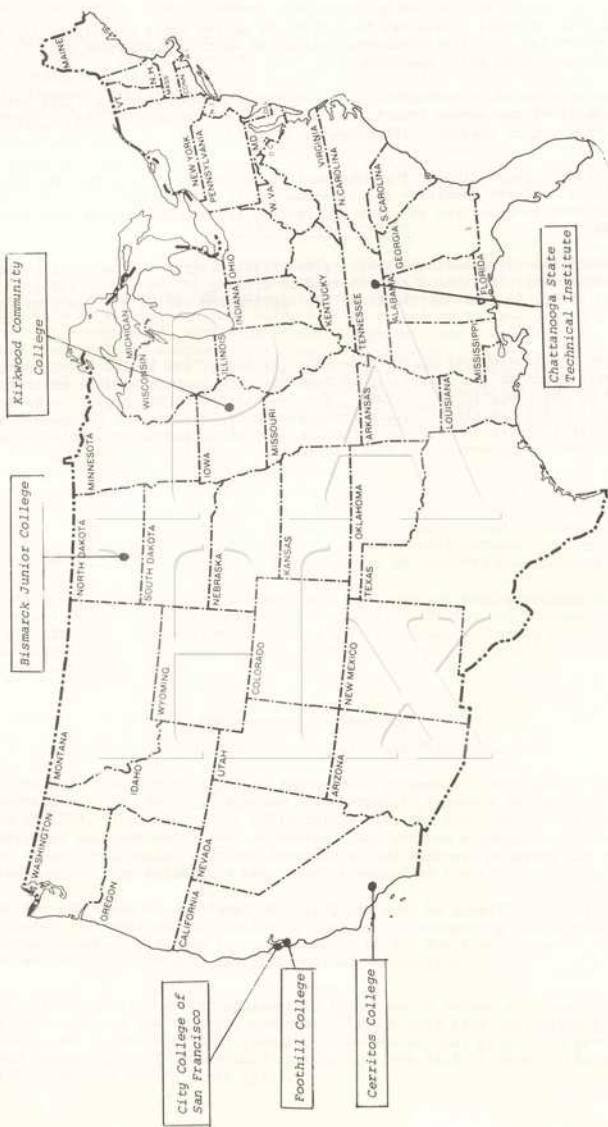 Bismarck Junior College
Kirkwood Community
College
City College of
San Francisco
Foothill College
Cerritos College
Chattanooga State
Technical Institute
WASHINGTON
MONTANA
NORTH DAKOTA
MINNESOTA
MAINE
OREGON
IDAHO
WYOMING
SOUTH DAKOTA
WISCONSIN
MICHIGAN
VT.
N.H.
MASS
CONN
NEW YORK
PENNSYLVANIA
CALIFORNIA
NEVADA
UTAH
COLORADO
NEBRASKA
IOWA
ILLINOIS
INDIANA
OHIO
W.VA
MD.
VIRGINIA
KANSAS
MISSOURI
KENTUCKY
N.CAROLINA
TENNESSEE
S.CAROLINA
ARIZONA
NEW MEXICO
TEXAS
OKLAHOMA
ARKANSAS
LOUISIANA
MISSISSIPPI
ALABAMA
GEORGIA
FLORIDA
PA
Hx